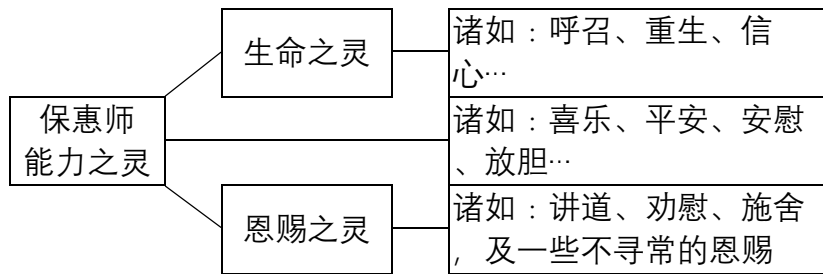 生命之灵
诸如：呼召、重生、信
心…
保惠师
能力之灵
诸如：喜乐、平安、安慰
、放胆…
恩赐之灵
诸如：讲道、劝慰、施舍
，及一些不寻常的恩赐